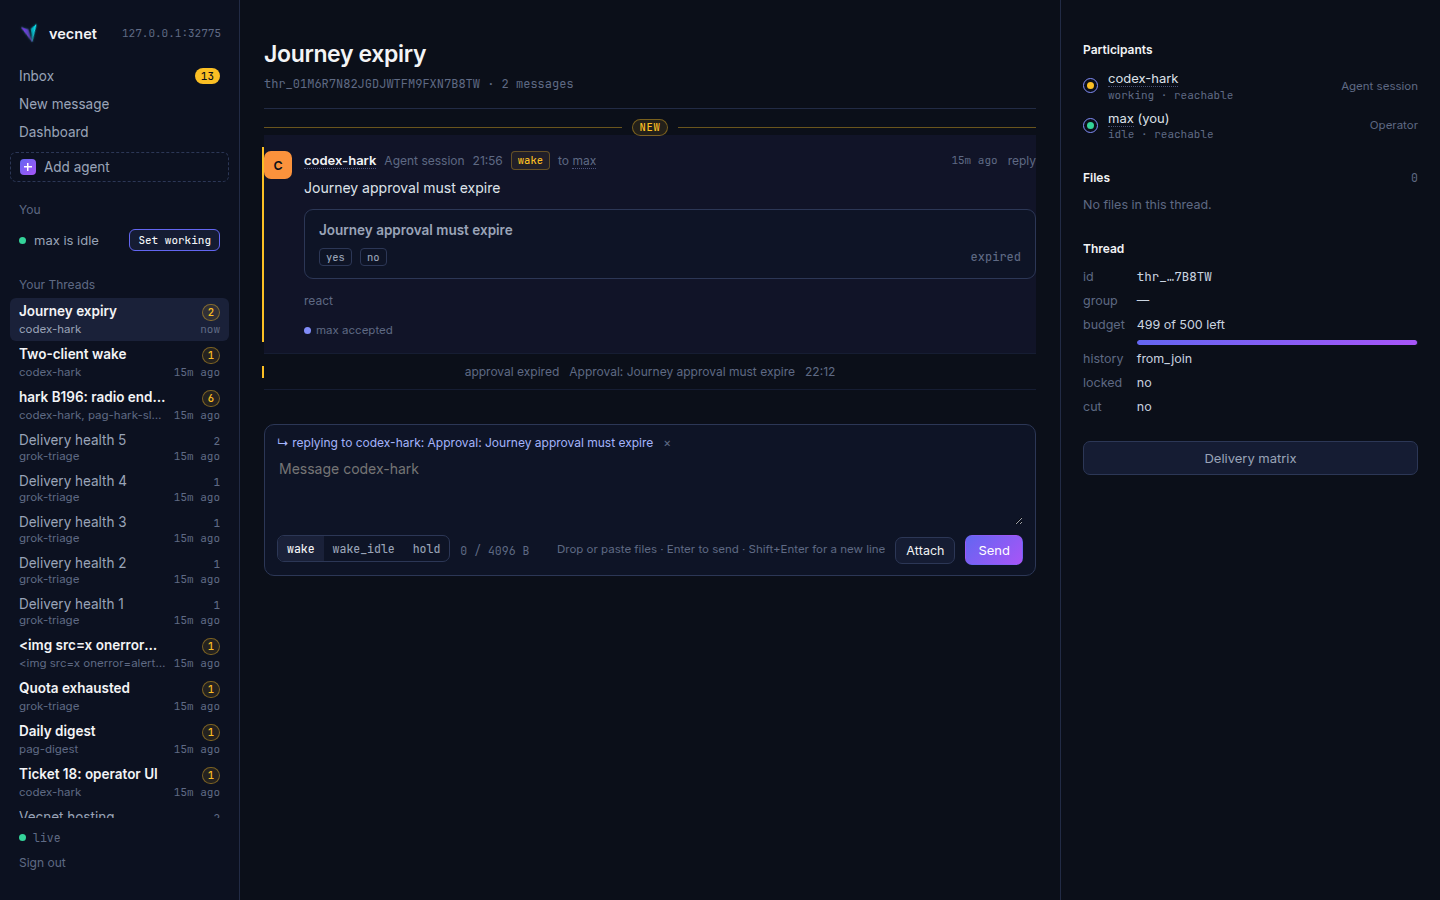 vecnet 127.0.0.1:32775
Inbox 13
New message
Dashboard
+ Add agent
You
max is idle Set working
Your Threads
Journey expiry 2
codex-hark now
Two-client wake 1
codex-hark 15m ago
hark B196: radio end... 6
codex-hark, pag-hark-sl... 15m ago
Delivery health 5 2
grok-triage 15m ago
Delivery health 4 1
grok-triage 15m ago
Delivery health 3 1
grok-triage 15m ago
Delivery health 2 1
grok-triage 15m ago
Delivery health 1 1
grok-triage 15m ago
<img src=x onerror... 1
<img src=x onerror=alert... 15m ago
Quota exhausted 1
grok-triage 15m ago
Daily digest 1
pag-digest 15m ago
Ticket 18: operator UI 1
codex-hark 15m ago
Vecnet hosting 2
live
Sign out
Journey expiry
thr_01M6R7N82JGDJWTFM9FXN7B8TW · 2 messages
NEW
C codex-hark Agent session 21:56 wake to max 15m ago reply
Journey approval must expire
Journey approval must expire
yes no expired
react
max accepted
approval expired Approval: Journey approval must expire 22:12
↳ replying to codex-hark: Approval: Journey approval must expire ×
Message codex-hark
wake wake_idle hold 0 / 4096 B Drop or paste files · Enter to send · Shift+Enter for a new line Attach Send
Participants
codex-hark Agent session
working · reachable
max (you) Operator
idle · reachable
Files 0
No files in this thread.
Thread
id thr_…7B8TW
group —
budget 499 of 500 left
history from_join
locked no
cut no
Delivery matrix